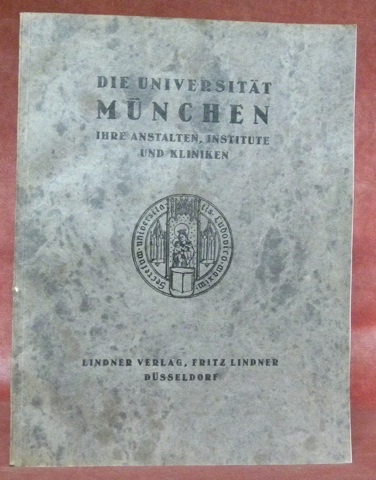 DIE UNIVERSITÄT
MÜNCHEN
IHRE ANSTALTEN, INSTITUTE
UND KLINIKEN
LINDNER VERLAG, FRITZ LINDNER
DÜSSELDORF